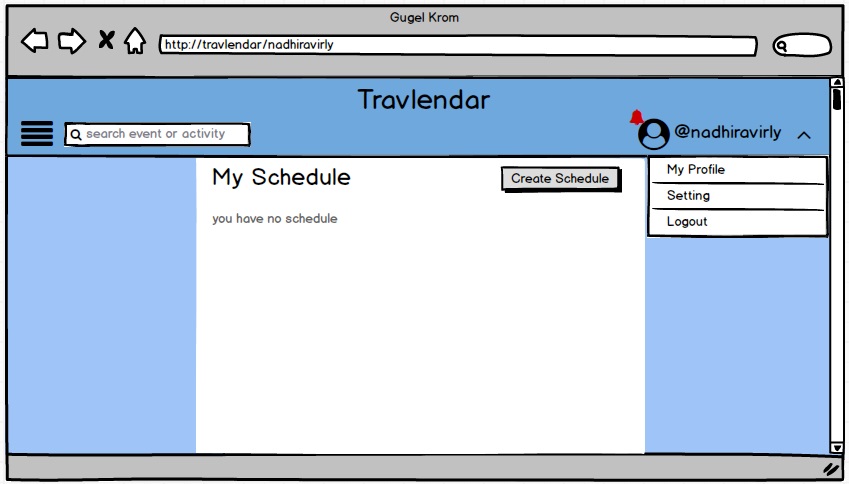 Gugel Krom
http://travlendar/nadhiravirly
Travlendar
search event or activity
@nadhiravirly
My Profile
Setting
Logout
My Schedule
Create Schedule
you have no schedule